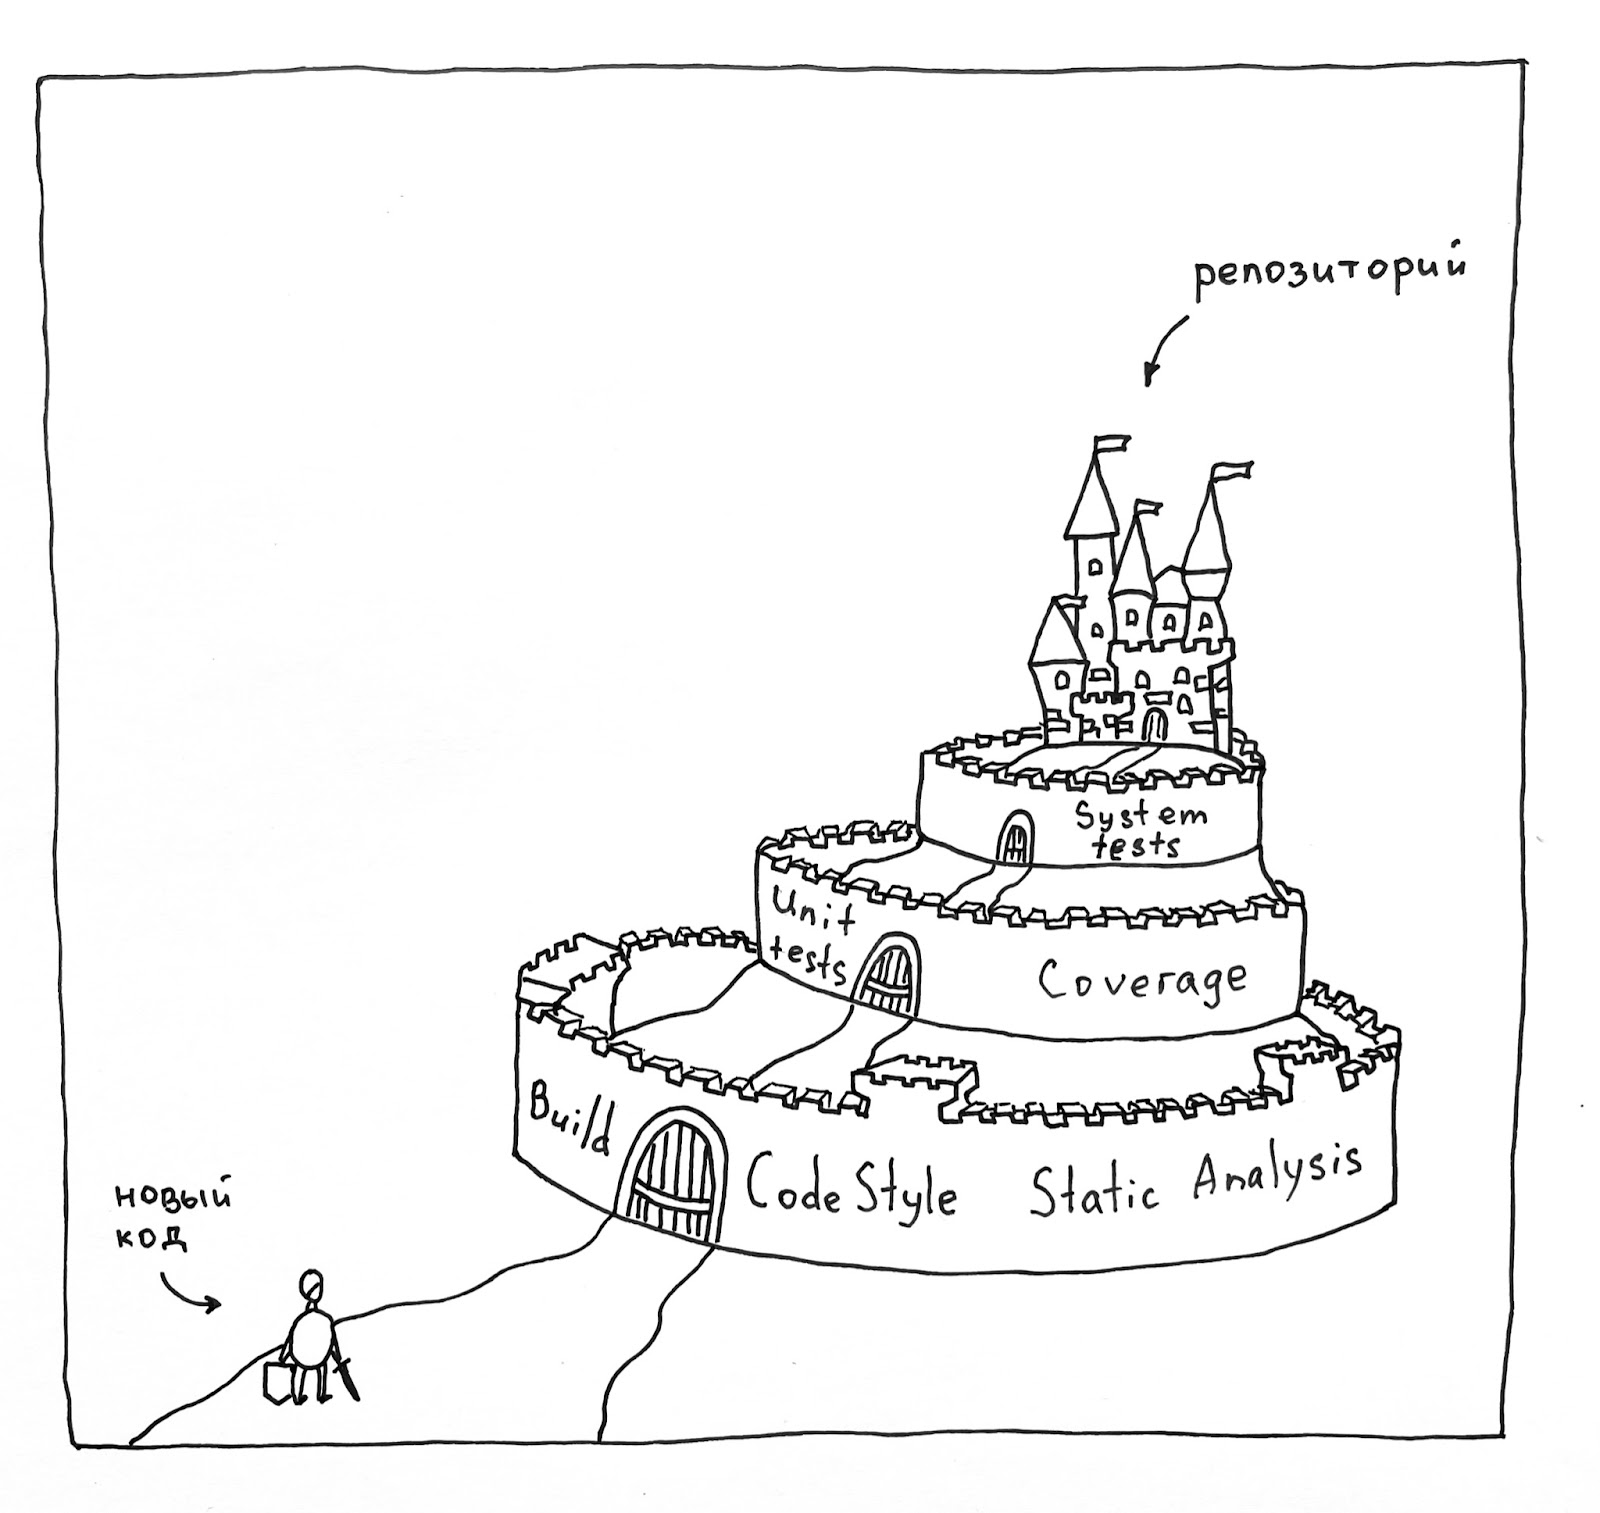 репозиторий
System
tests
Unit
tests
Coverage
Build
Code Style
Static Analysis
новый
код